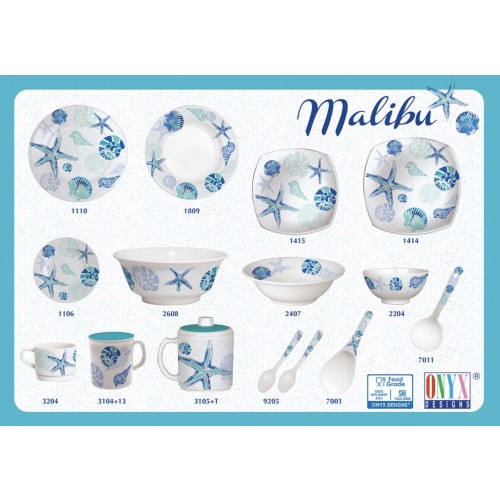 Malibu
1110
1809
1415
1414
1106
2608
2407
2204
7011
3204
3104+13
3105+T
9205
7001
Food
Grade
ONYX DESIGNS®
ONYX®
DESIGNS